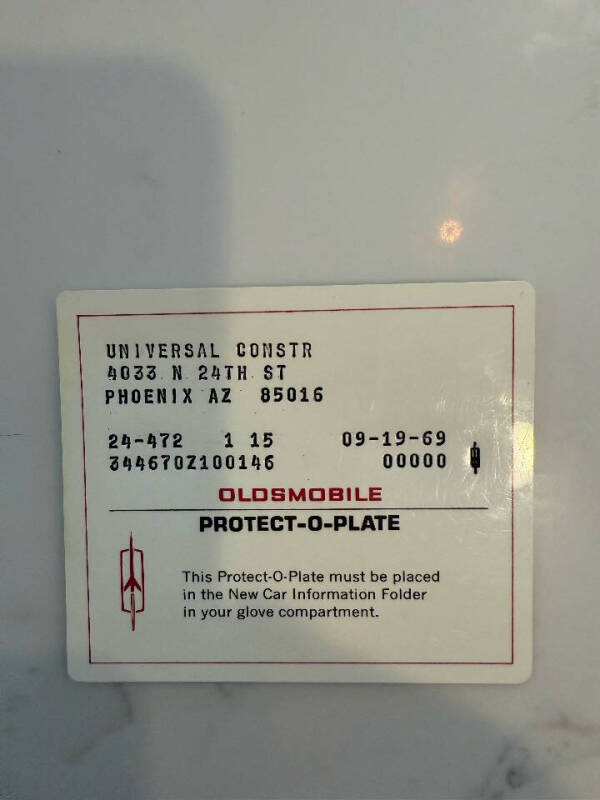 UNIVERSAL CONSTR
4033 N 24TH ST
PHOENIX AZ 85016
24-472 1 15 09-19-69
344670Z100146 00000
OLDSMOBILE
PROTECT-O-PLATE
This Protect-O-Plate must be placed
in the New Car Information Folder
in your glove compartment.